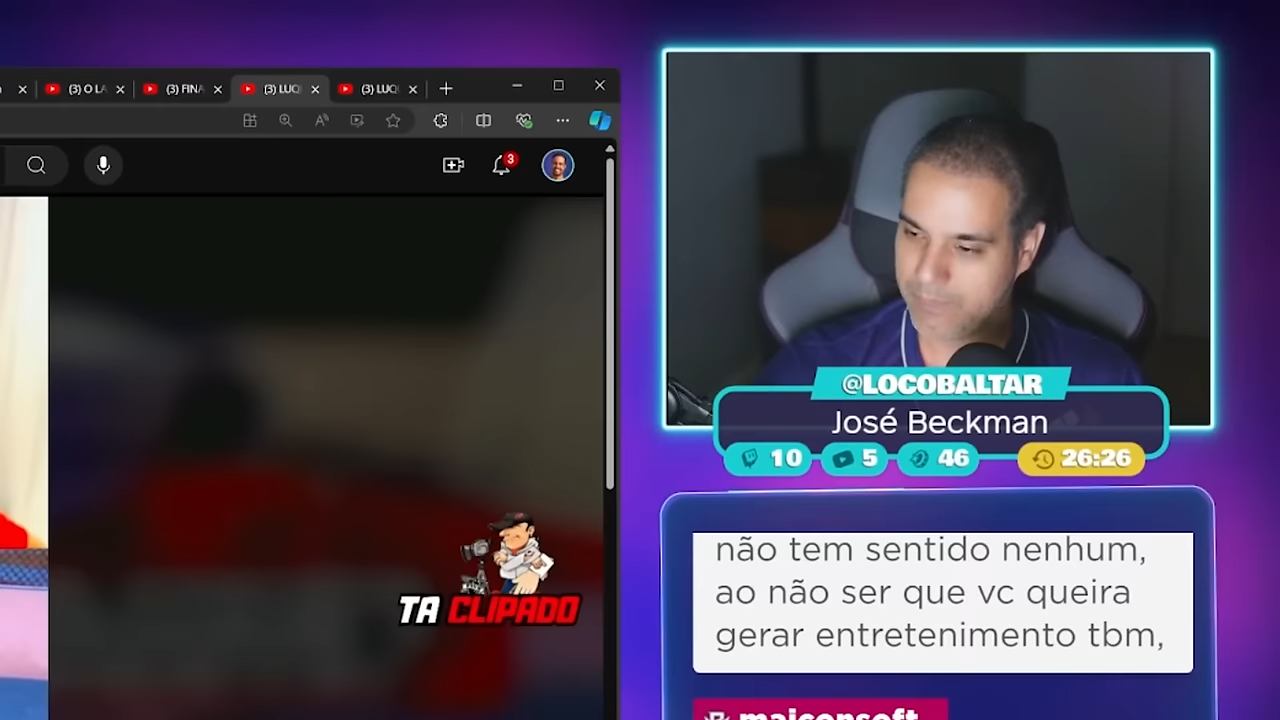 (3) O LA
(3) FINA
(3) LUQ
(3) LUQ
3
TA CLIPADO
@LOCOBALTAR
José Beckman
10
5
46
26:26
não tem sentido nenhum,
ao não ser que vc queira
gerar entretenimento tbm,
maiconsoft